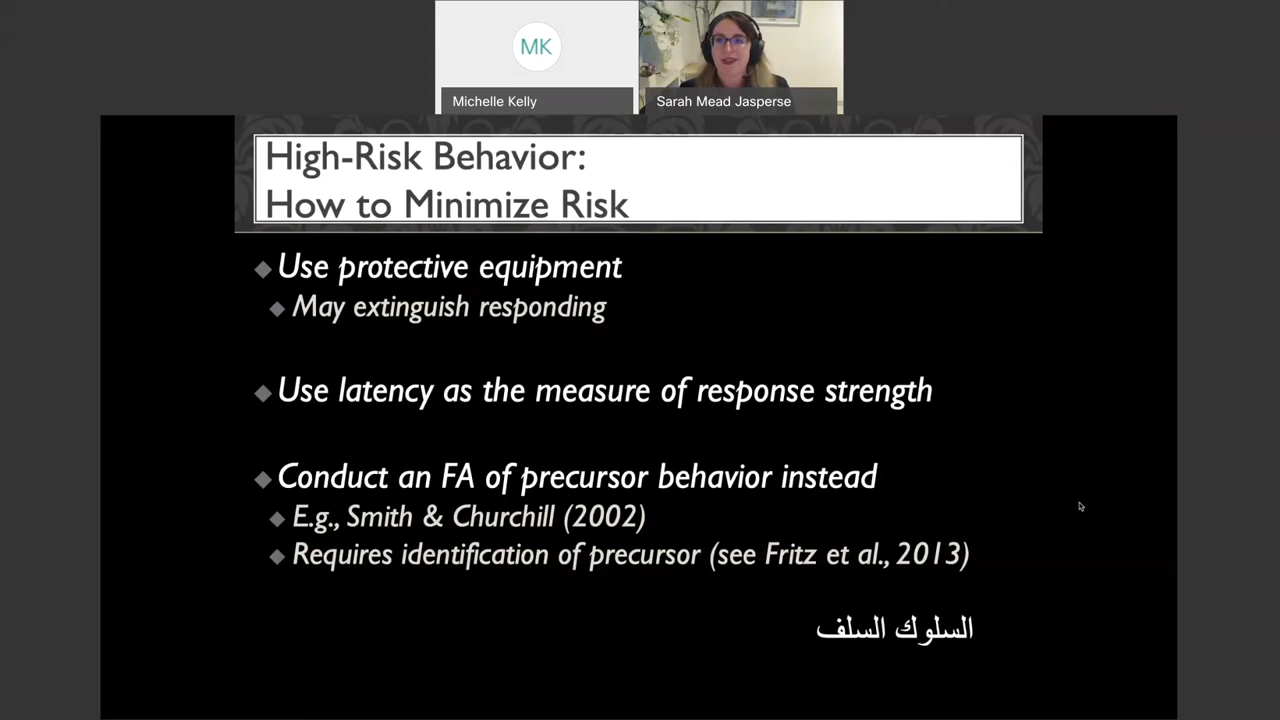 MK
Michelle Kelly
Sarah Mead Jasperse
High-Risk Behavior:
How to Minimize Risk
Use protective equipment
May extinguish responding
Use latency as the measure of response strength
Conduct an FA of precursor behavior instead
E.g., Smith & Churchill (2002)
Requires identification of precursor (see Fritz et al., 2013)
السلوك السلف